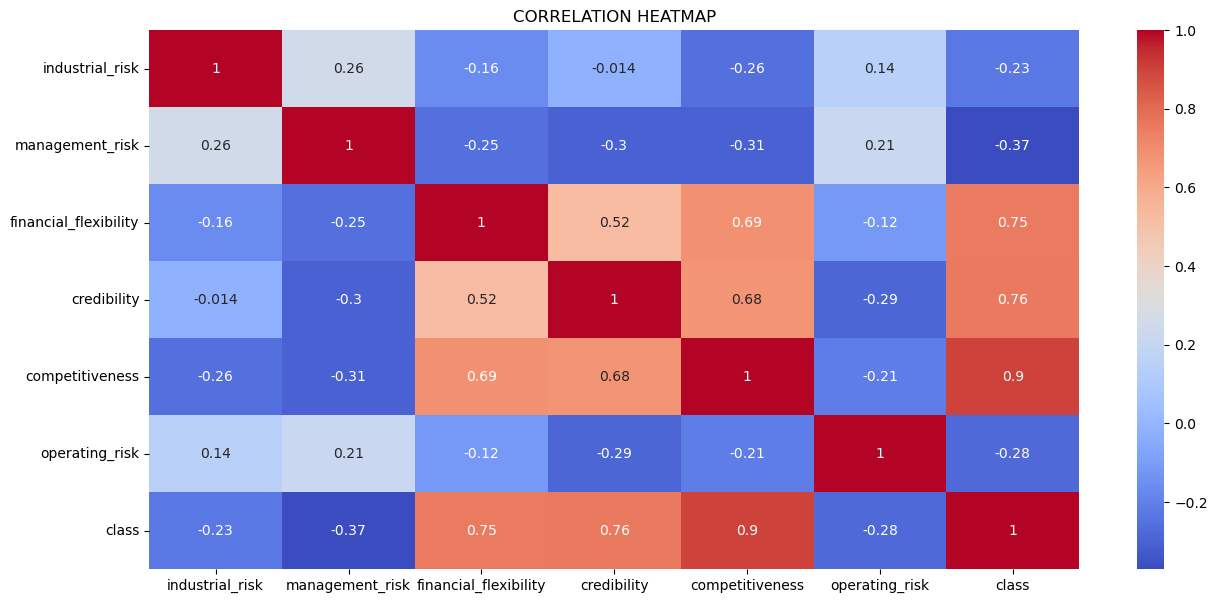 CORRELATION HEATMAP
industrial_risk 1 0.26 -0.16 -0.014 -0.26 0.14 -0.23
management_risk 0.26 1 -0.25 -0.3 -0.31 0.21 -0.37
financial_flexibility -0.16 -0.25 1 0.52 0.69 -0.12 0.75
credibility -0.014 -0.3 0.52 1 0.68 -0.29 0.76
competitiveness -0.26 -0.31 0.69 0.68 1 -0.21 0.9
operating_risk 0.14 0.21 -0.12 -0.29 -0.21 1 -0.28
class -0.23 -0.37 0.75 0.76 0.9 -0.28 1
industrial_risk management_risk financial_flexibility credibility competitiveness operating_risk class
1.0
0.8
0.6
0.4
0.2
0.0
−0.2